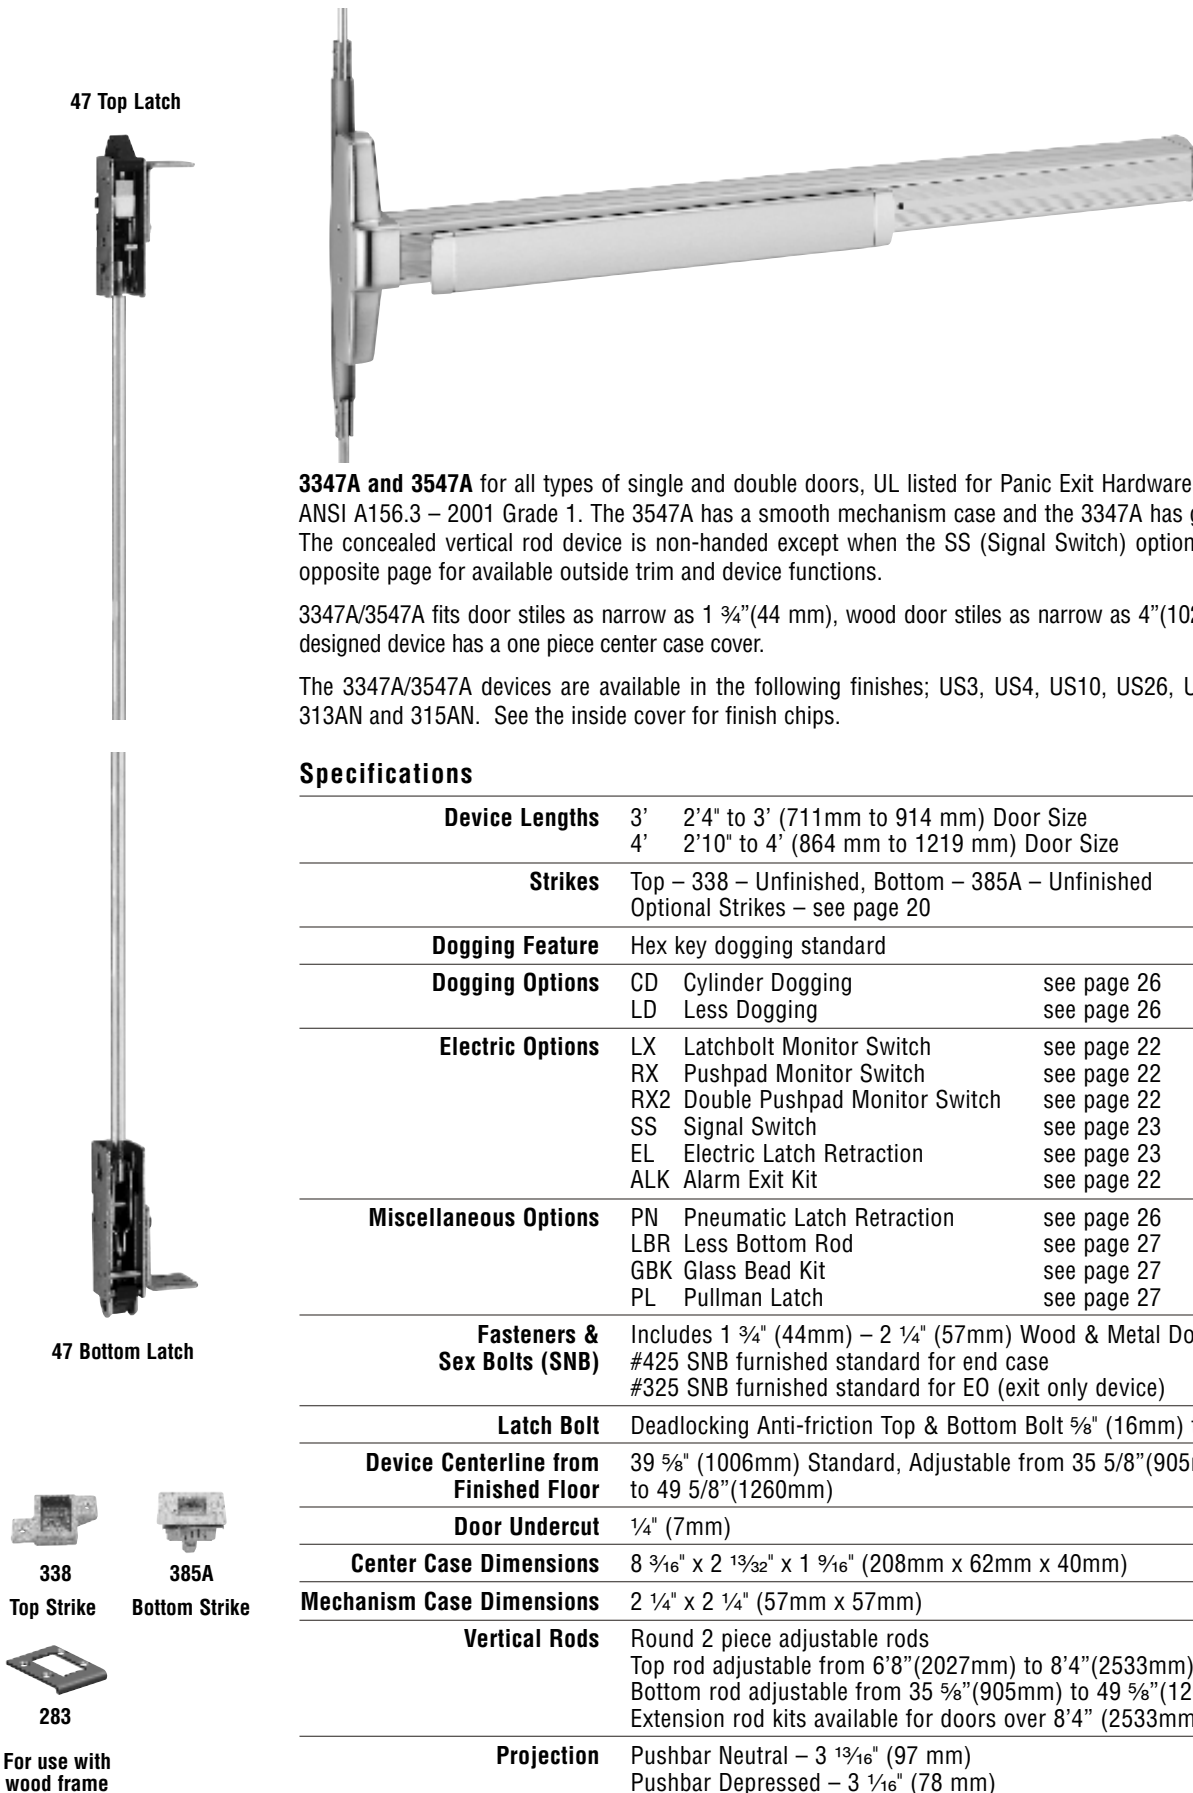 47 Top Latch
3347A and 3547A for all types of single and double doors, UL listed for Panic Exit Hardware
ANSI A156.3 – 2001 Grade 1. The 3547A has a smooth mechanism case and the 3347A has
The concealed vertical rod device is non-handed except when the SS (Signal Switch) option
opposite page for available outside trim and device functions.
3347A/3547A fits door stiles as narrow as 1 ¾”(44 mm), wood door stiles as narrow as 4”(102
designed device has a one piece center case cover.
The 3347A/3547A devices are available in the following finishes; US3, US4, US10, US26,
313AN and 315AN. See the inside cover for finish chips.
Specifications
Device Lengths 3’ 2’4" to 3’ (711mm to 914 mm) Door Size
4’ 2’10" to 4’ (864 mm to 1219 mm) Door Size
Strikes Top – 338 – Unfinished, Bottom – 385A – Unfinished
Optional Strikes – see page 20
Dogging Feature Hex key dogging standard
Dogging Options CD Cylinder Dogging see page 26
LD Less Dogging see page 26
Electric Options LX Latchbolt Monitor Switch see page 22
RX Pushpad Monitor Switch see page 22
RX2 Double Pushpad Monitor Switch see page 22
SS Signal Switch see page 23
EL Electric Latch Retraction see page 23
ALK Alarm Exit Kit see page 22
Miscellaneous Options PN Pneumatic Latch Retraction see page 26
LBR Less Bottom Rod see page 27
GBK Glass Bead Kit see page 27
PL Pullman Latch see page 27
Fasteners & Includes 1 ¾" (44mm) – 2 ¼" (57mm) Wood & Metal
Sex Bolts (SNB) #425 SNB furnished standard for end case
#325 SNB furnished standard for EO (exit only device)
Latch Bolt Deadlocking Anti-friction Top & Bottom Bolt ⅝" (16mm)
Device Centerline from 39 ⅝" (1006mm) Standard, Adjustable from 35 5/8”(905
Finished Floor to 49 5/8”(1260mm)
Door Undercut ¼" (7mm)
Center Case Dimensions 8 3⁄16" x 2 13⁄32" x 1 9⁄16" (208mm x 62mm x 40mm)
Mechanism Case Dimensions 2 ¼" x 2 ¼" (57mm x 57mm)
Vertical Rods Round 2 piece adjustable rods
Top rod adjustable from 6’8”(2027mm) to 8’4”(2533mm)
Bottom rod adjustable from 35 ⅝”(905mm) to 49 ⅝”(12
Extension rod kits available for doors over 8’4” (2533mm
Projection Pushbar Neutral – 3 13⁄16" (97 mm)
Pushbar Depressed – 3 1⁄16" (78 mm)
47 Bottom Latch
338 385A
Top Strike Bottom Strike
283
For use with
wood frame